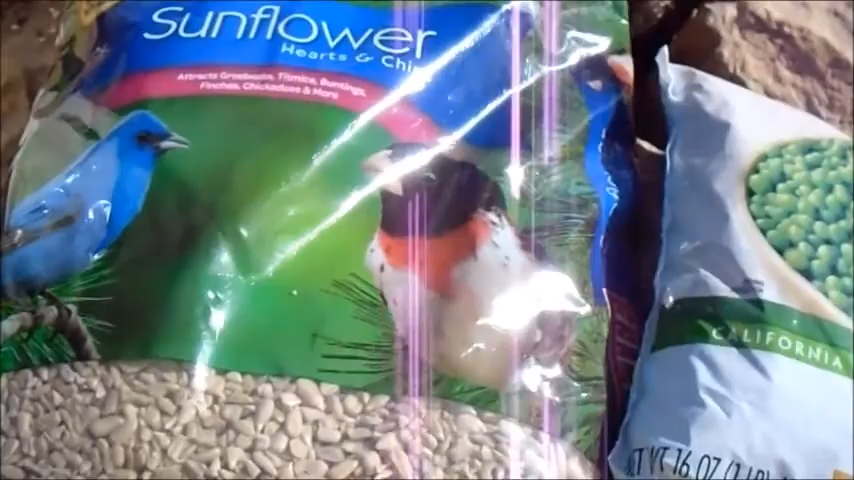 Sunflower
Hearts & Chi
Attracts Grosbeaks, Titmice, Buntings,
Finches, Chickadees & More
CALIFORNIA
NET WT 16 OZ (1 LB)